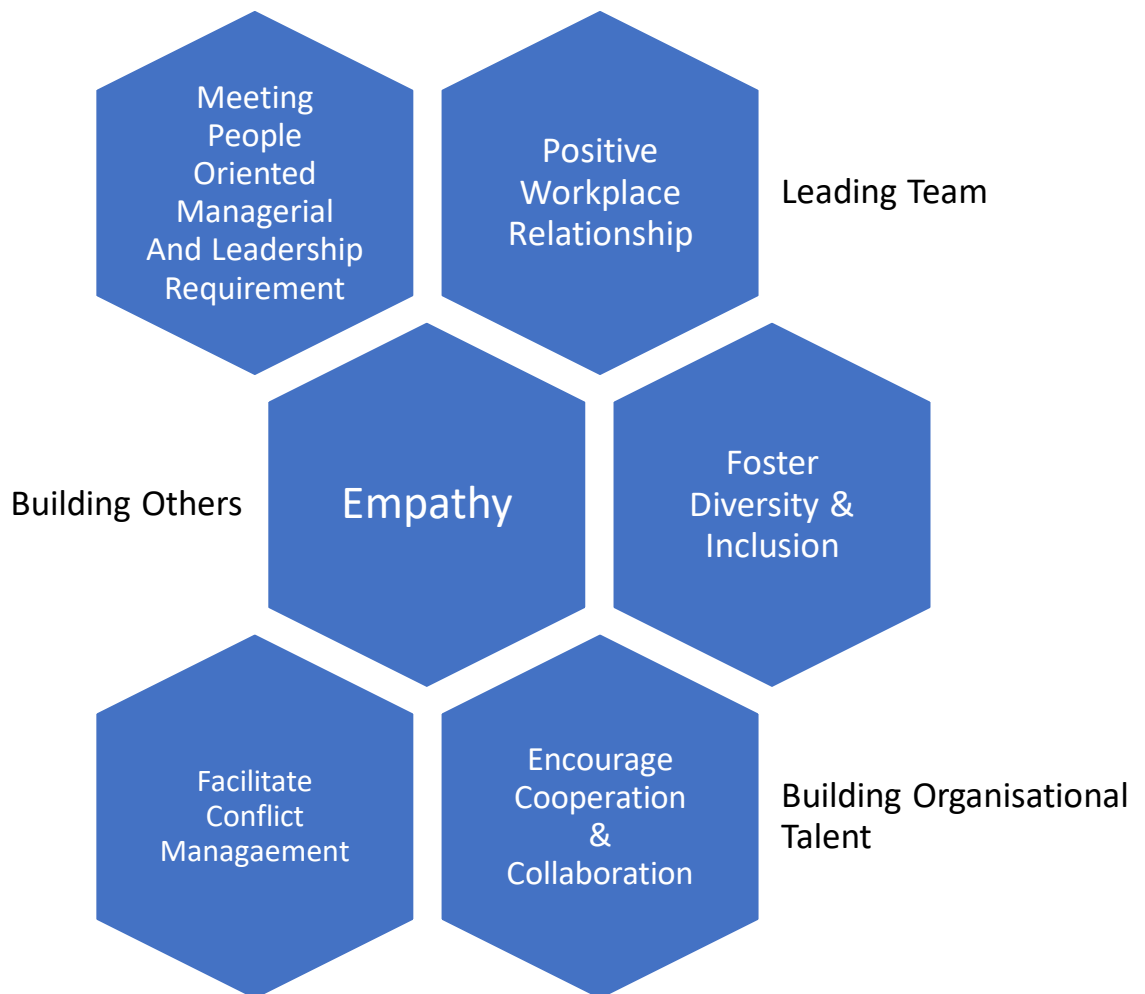 Meeting
People
Oriented
Managerial
And Leadership
Requirement
Positive
Workplace
Relationship
Leading Team
Building Others
Empathy
Foster
Diversity &
Inclusion
Facilitate
Conflict
Managaement
Encourage
Cooperation
&
Collaboration
Building Organisational
Talent